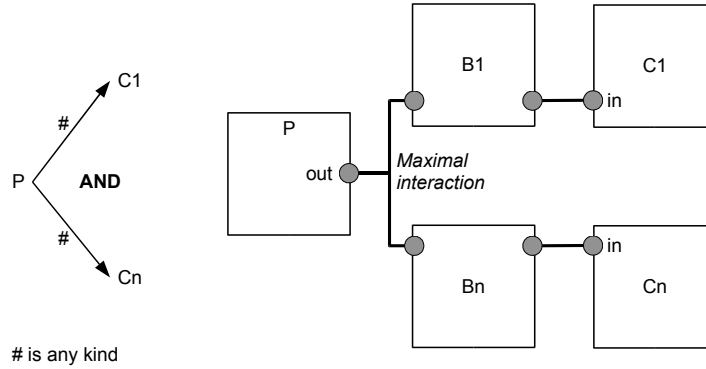 C1
#
P
AND
#
Cn
# is any kind
P
out
Maximal
interaction
B1
C1
in
Bn
in
Cn